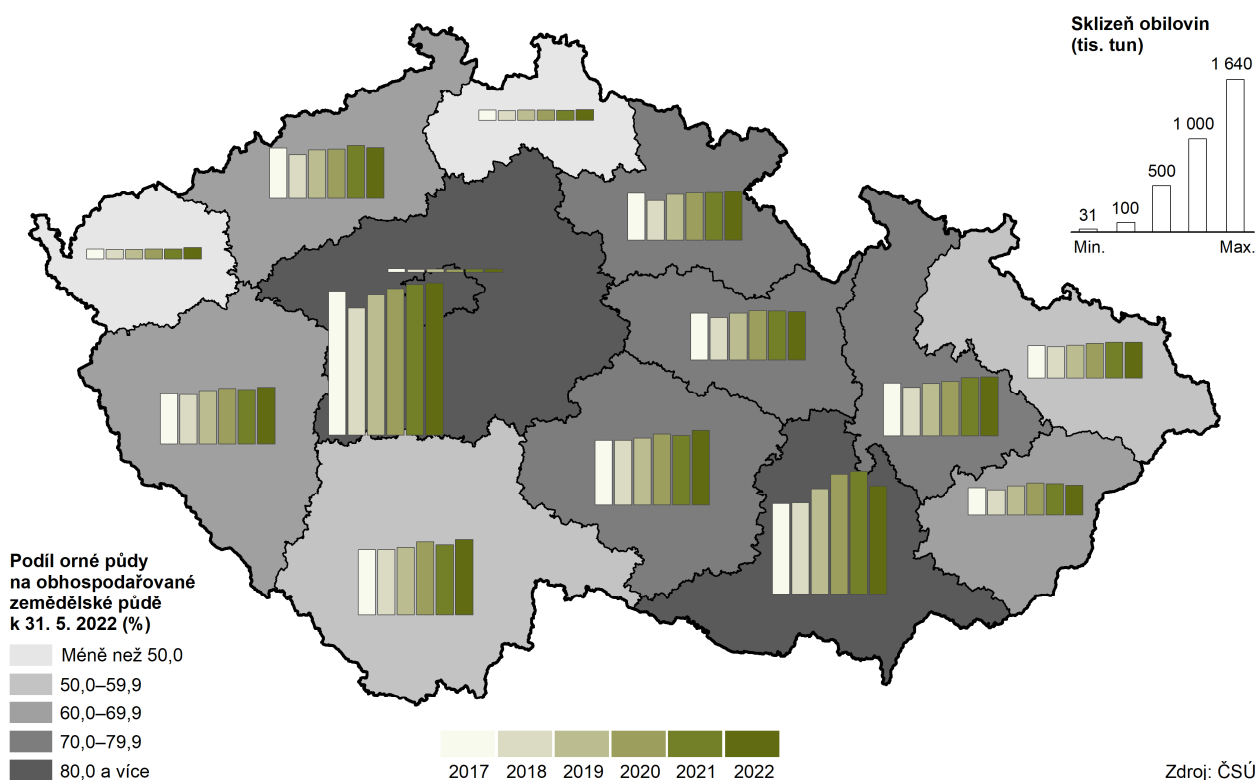 Sklizeň obilovin
(tis. tun)
1 640
1 000
500
100
31
Min.
Max.
Podíl orné půdy
na obhospodařované
zemědělské půdě
k 31. 5. 2022 (%)
Méně než 50,0
50,0–59,9
60,0–69,9
70,0–79,9
80,0 a více
2017 2018 2019 2020 2021 2022
Zdroj: ČSÚ